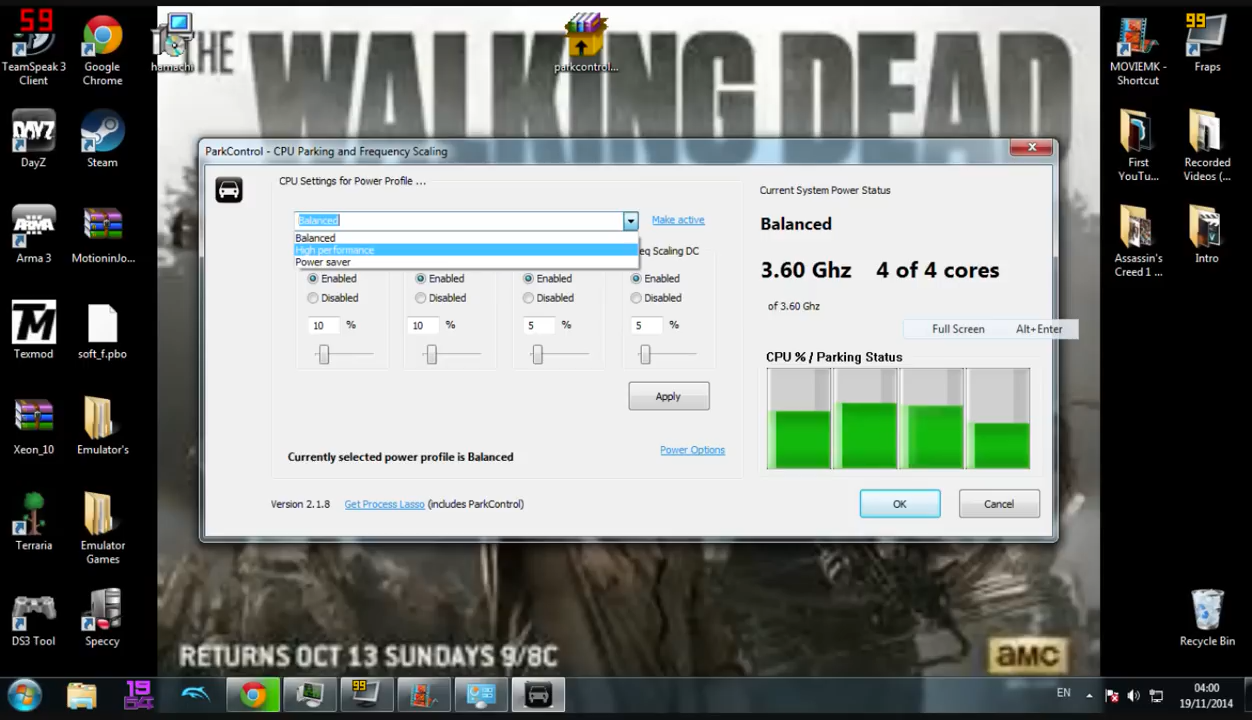 59
99
TeamSpeak 3
Client
Google
Chrome
hamachi
parkcontrol...
MOVIEMK -
Shortcut
Fraps
THE WALKING DEAD
DAYZ
DayZ
Steam
First
YouTu...
Recorded
Videos (...
ParkControl - CPU Parking and Frequency Scaling
CPU Settings for Power Profile ...
Current System Power Status
Balanced
Make active
Balanced
Balanced
High performance
Power saver
eq Scaling DC
ARMA
Arma 3
MotioninJo...
Assassin's
Creed 1 ...
Intro
3.60 Ghz 4 of 4 cores
of 3.60 Ghz
Enabled Enabled Enabled Enabled
Disabled Disabled Disabled Disabled
10 % 10 % 5 % 5 %
Full Screen Alt+Enter
TM
Texmod
soft_f.pbo
CPU % / Parking Status
Apply
Xeon_10
Emulator's
Power Options
Currently selected power profile is Balanced
Version 2.1.8 Get Process Lasso (includes ParkControl)
OK
Cancel
Terraria
Emulator
Games
DS3 Tool
Speccy
Recycle Bin
RETURNS OCT 13 SUNDAYS 9/8C
amc
19
99
EN
04:00
19/11/2014